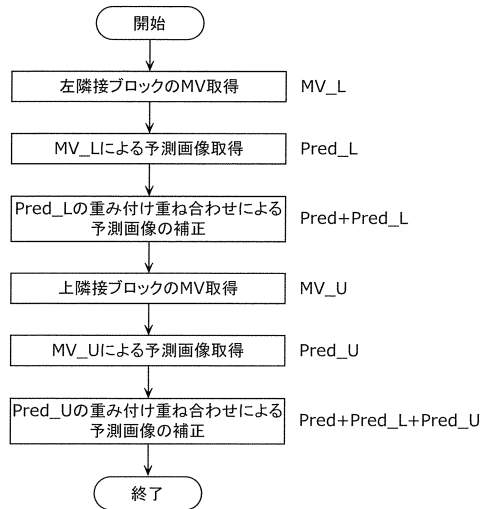 開始
左隣接ブロックのMV取得
MV_L
MV_Lによる予測画像取得
Pred_L
Pred_Lの重み付け重ね合わせによる
予測画像の補正
Pred+Pred_L
上隣接ブロックのMV取得
MV_U
MV_Uによる予測画像取得
Pred_U
Pred_Uの重み付け重ね合わせによる
予測画像の補正
Pred+Pred_L+Pred_U
終了